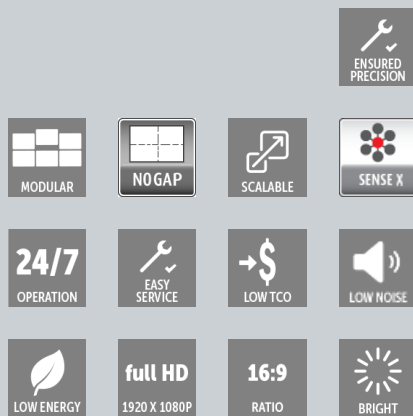 ENSURED
PRECISION
MODULAR
NO GAP
SCALABLE
SENSE X
24/7
OPERATION
EASY
SERVICE
LOW TCO
LOW NOISE
LOW ENERGY
full HD
1920 X 1080P
16:9
RATIO
BRIGHT